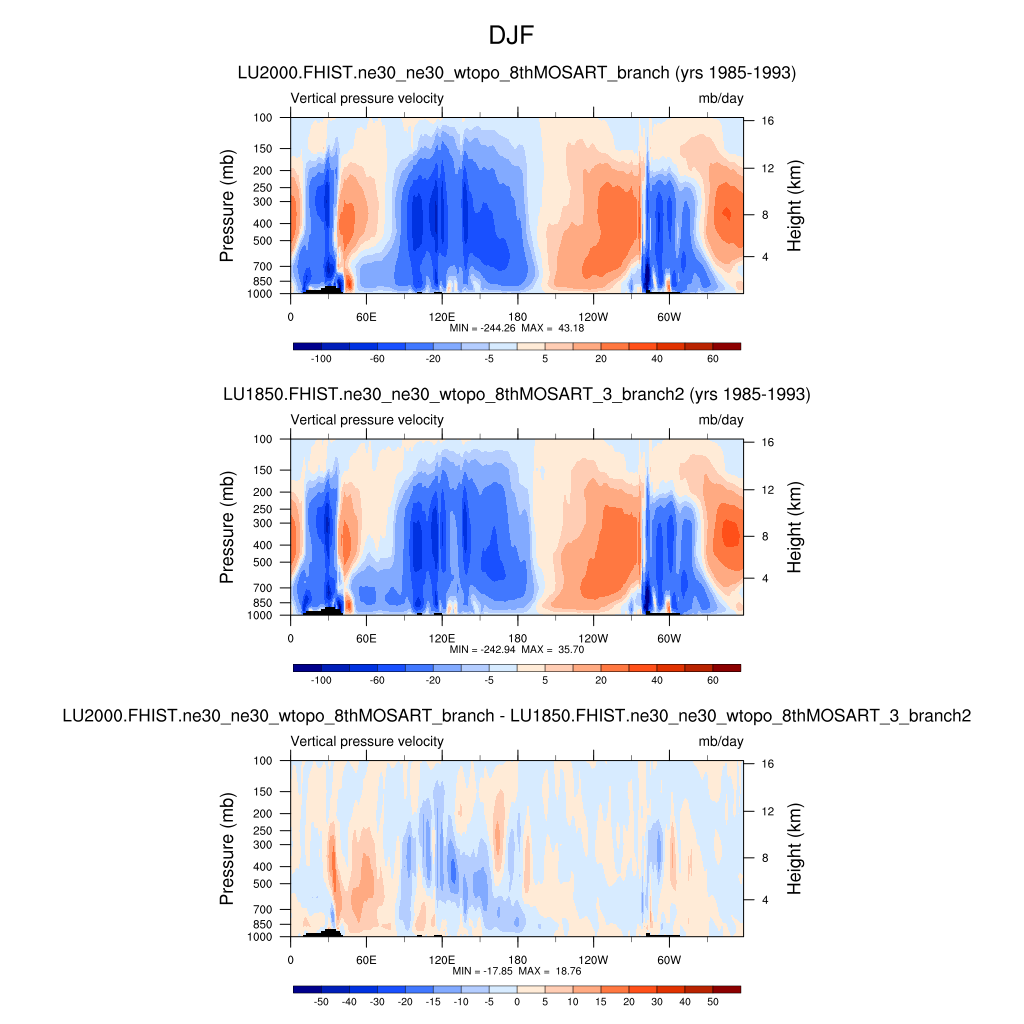 DJF
LU2000.FHIST.ne30_ne30_wtopo_8thMOSART_branch (yrs 1985-1993)
Vertical pressure velocity mb/day
100 16
150
200 12
250
300 8
400
500
700 4
850
1000
Pressure (mb)
Height (km)
0 60E 120E 180 120W 60W
MIN = -244.26 MAX = 43.18
-100 -60 -20 -5 5 20 40 60
LU1850.FHIST.ne30_ne30_wtopo_8thMOSART_3_branch2 (yrs 1985-1993)
Vertical pressure velocity mb/day
100 16
150
200 12
250
300 8
400
500
700 4
850
1000
Pressure (mb)
Height (km)
0 60E 120E 180 120W 60W
MIN = -242.94 MAX = 35.70
-100 -60 -20 -5 5 20 40 60
LU2000.FHIST.ne30_ne30_wtopo_8thMOSART_branch - LU1850.FHIST.ne30_ne30_wtopo_8thMOSART_3_branch2
Vertical pressure velocity mb/day
100 16
150
200 12
250
300 8
400
500
700 4
850
1000
Pressure (mb)
Height (km)
0 60E 120E 180 120W 60W
MIN = -17.85 MAX = 18.76
-50 -40 -30 -20 -15 -10 -5 0 5 10 15 20 30 40 50